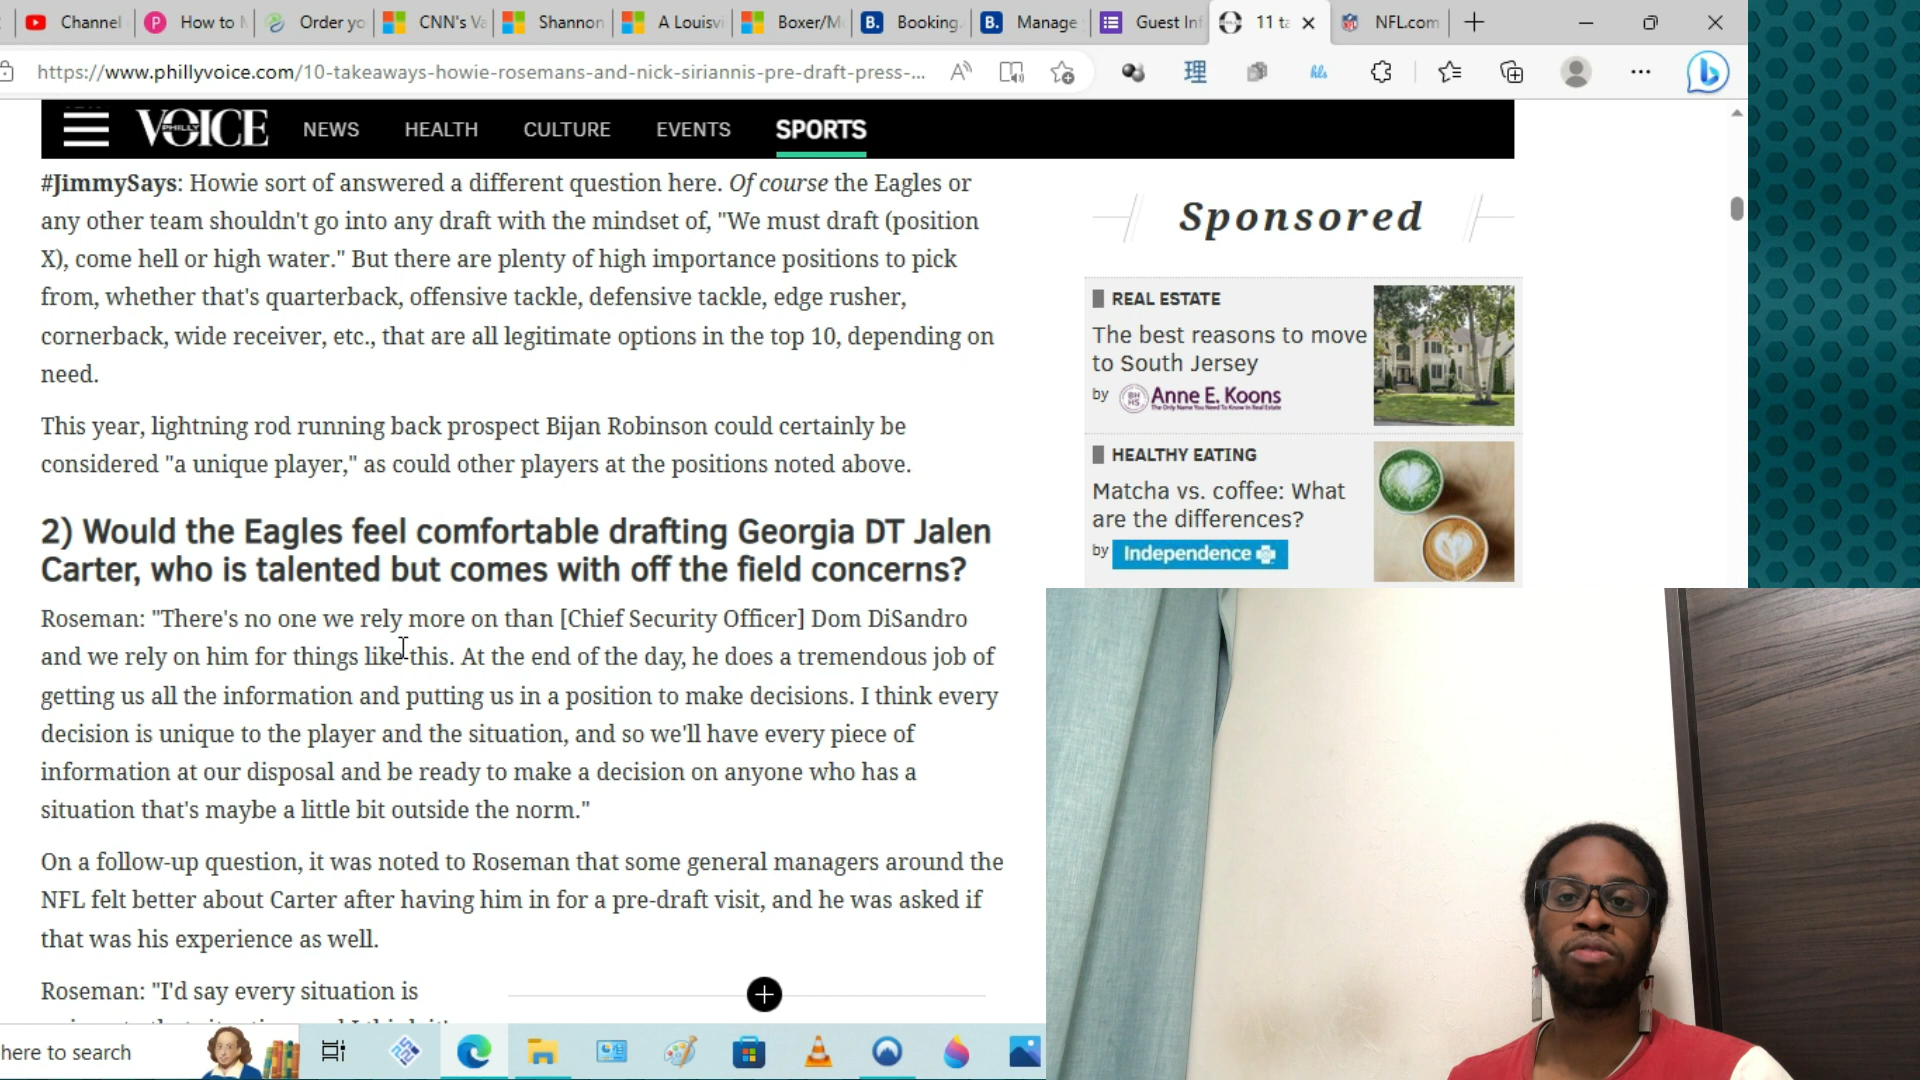 Channel
How to N
Order yo
CNN's Va
Shannon
A Louisvi
Boxer/M
Booking.
Manage
Guest Inf
11 ta
NFL.com
https://www.phillyvoice.com/10-takeaways-howie-rosemans-and-nick-siriannis-pre-draft-press-...
理
hls
PHILLY VOICE
NEWS
HEALTH
CULTURE
EVENTS
SPORTS
#JimmySays: Howie sort of answered a different question here. Of course the Eagles or
any other team shouldn't go into any draft with the mindset of, "We must draft (position
X), come hell or high water." But there are plenty of high importance positions to pick
from, whether that's quarterback, offensive tackle, defensive tackle, edge rusher,
cornerback, wide receiver, etc., that are all legitimate options in the top 10, depending on
need.
This year, lightning rod running back prospect Bijan Robinson could certainly be
considered "a unique player," as could other players at the positions noted above.
2) Would the Eagles feel comfortable drafting Georgia DT Jalen
Carter, who is talented but comes with off the field concerns?
Roseman: "There's no one we rely more on than [Chief Security Officer] Dom DiSandro
and we rely on him for things like this. At the end of the day, he does a tremendous job of
getting us all the information and putting us in a position to make decisions. I think every
decision is unique to the player and the situation, and so we'll have every piece of
information at our disposal and be ready to make a decision on anyone who has a
situation that's maybe a little bit outside the norm."
On a follow-up question, it was noted to Roseman that some general managers around the
NFL felt better about Carter after having him in for a pre-draft visit, and he was asked if
that was his experience as well.
Roseman: "I'd say every situation is
Sponsored
REAL ESTATE
The best reasons to move
to South Jersey
by BHHS Anne E. Koons
The Only Name You Need To Know In Real Estate
HEALTHY EATING
Matcha vs. coffee: What
are the differences?
by Independence
here to search